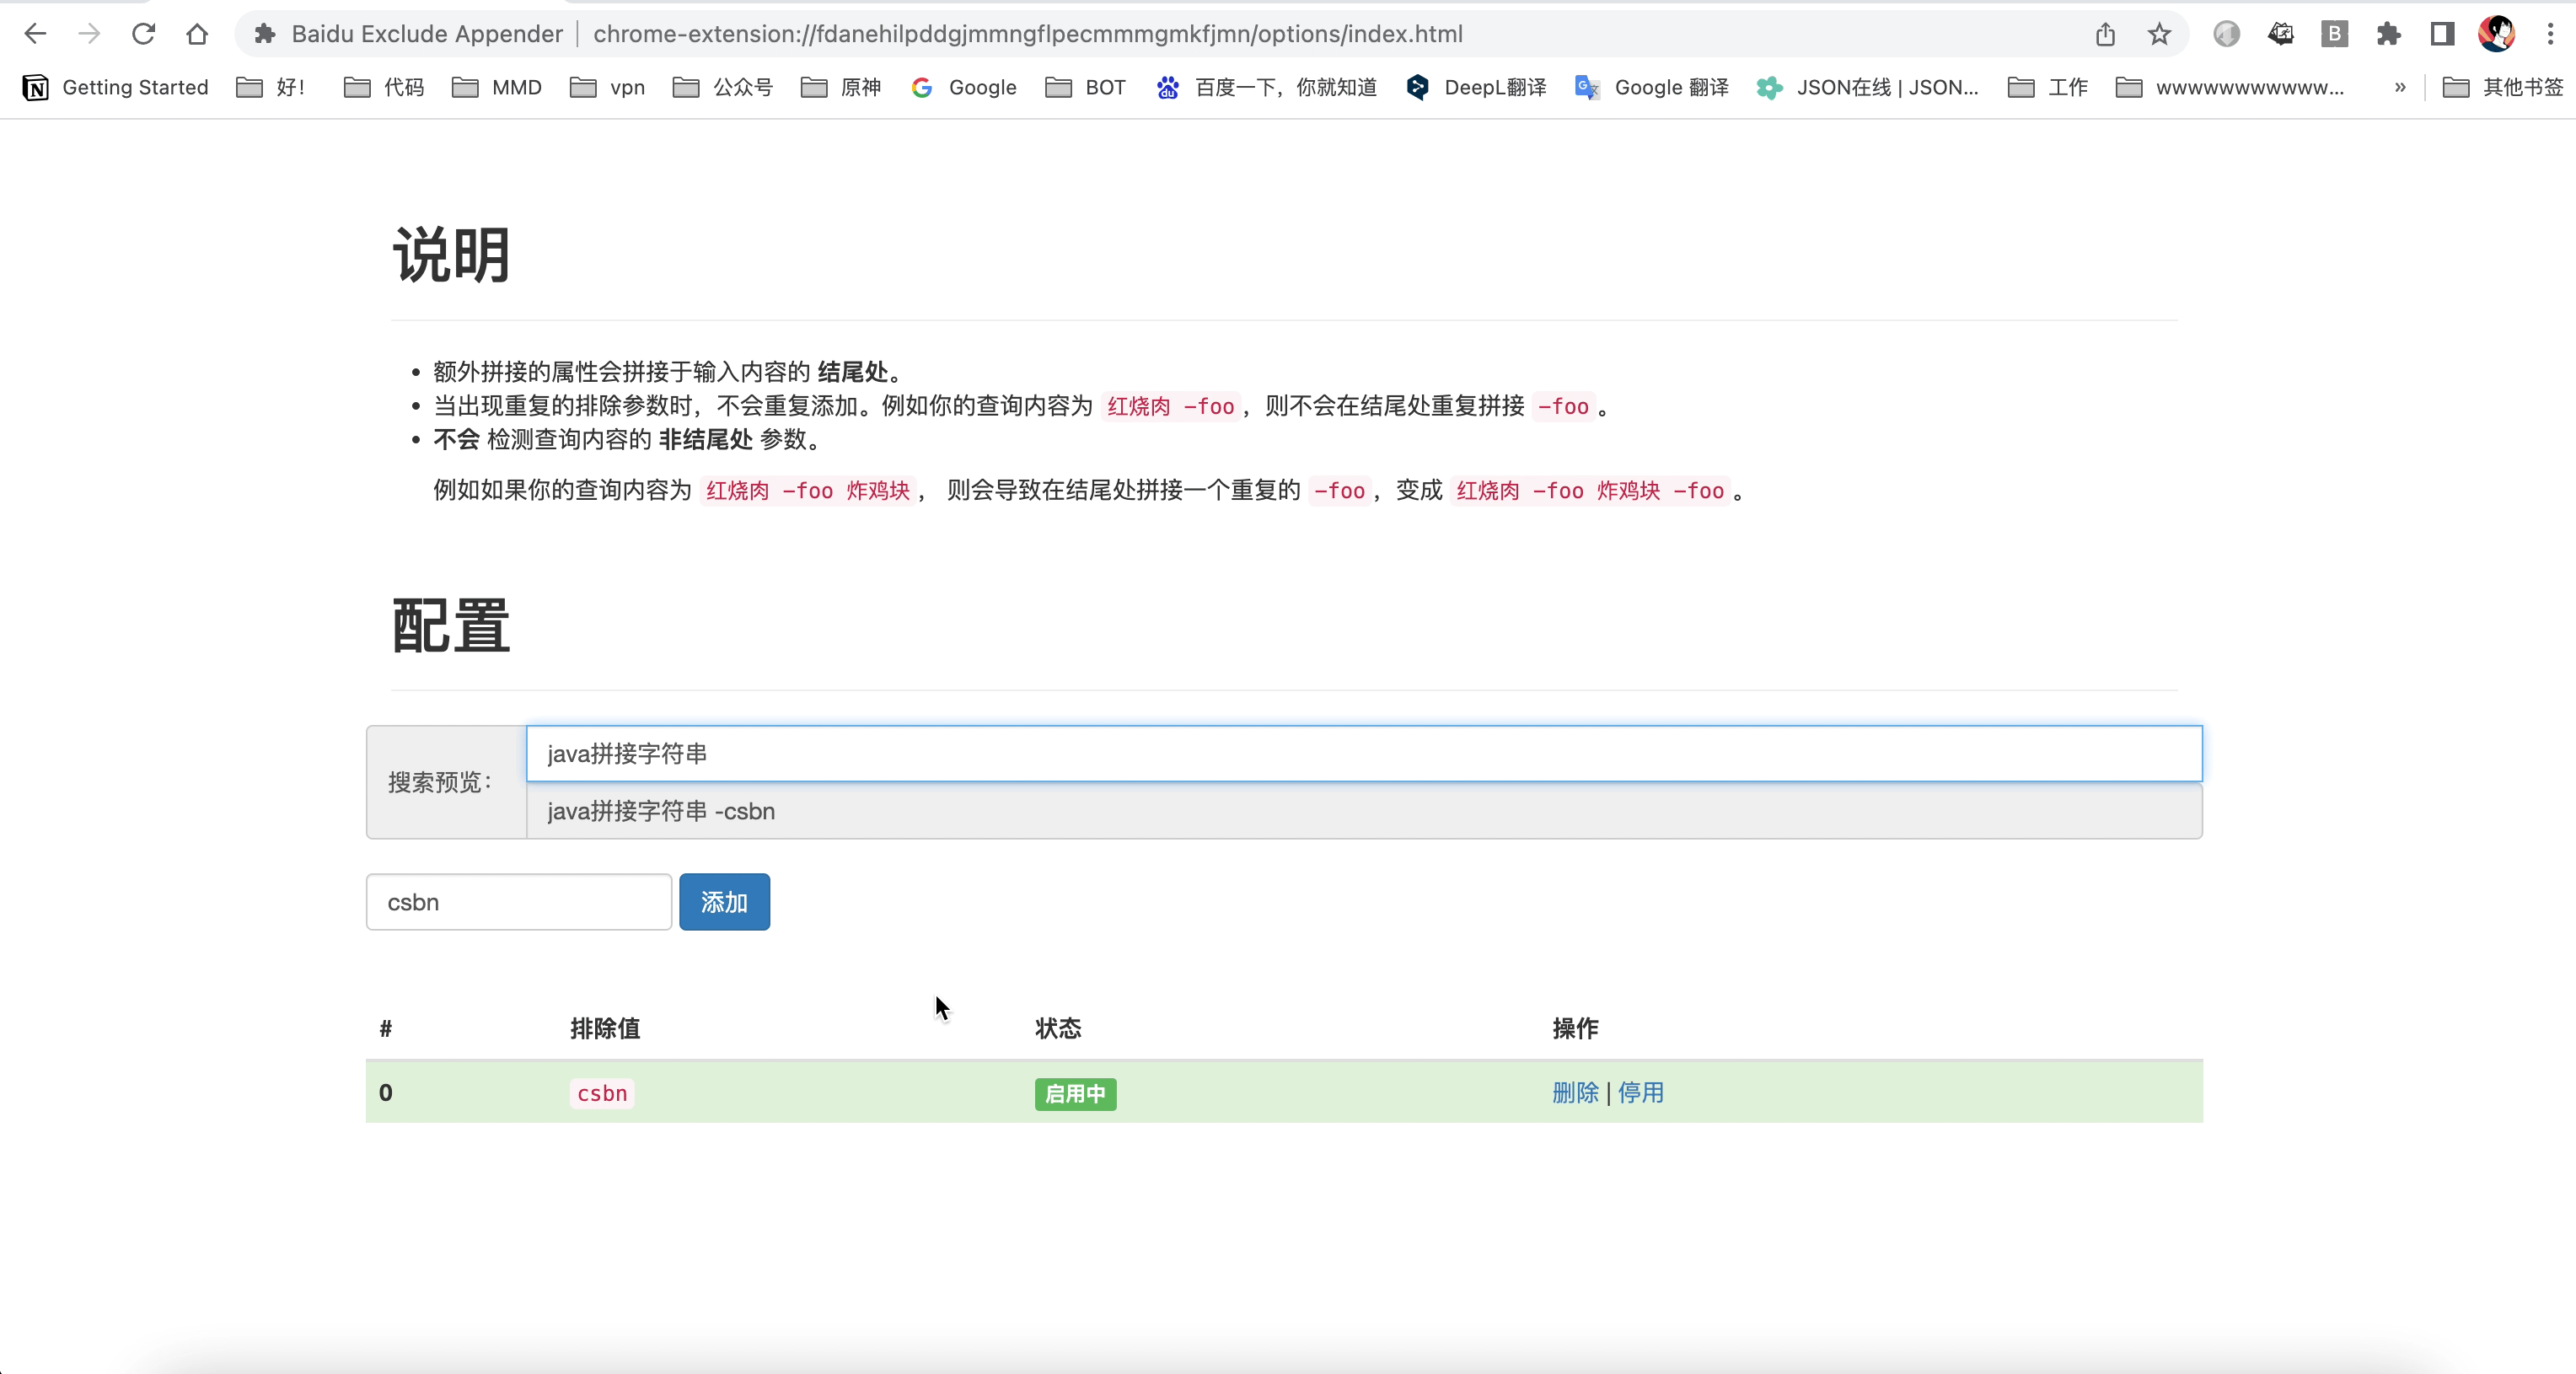 Baidu Exclude Appender | chrome-extension://fdanehilpddgjmmngflpecmmmgmkfjmn/options/index.html
Getting Started 好！ 代码 MMD vpn 公众号 原神 Google BOT 百度一下，你就知道 DeepL翻译 Google 翻译 JSON在线 | JSON... 工作 wwwwwwwwwww... » 其他书签
说明
• 额外拼接的属性会拼接于输入内容的 结尾处。
• 当出现重复的排除参数时，不会重复添加。例如你的查询内容为 红烧肉 -foo，则不会在结尾处重复拼接 -foo。
• 不会 检测查询内容的 非结尾处 参数。
例如如果你的查询内容为 红烧肉 -foo 炸鸡块， 则会导致在结尾处拼接一个重复的 -foo，变成 红烧肉 -foo 炸鸡块 -foo。
配置
搜索预览：
java拼接字符串
java拼接字符串 -csbn
csbn 添加
# 排除值 状态 操作
0 csbn 启用中 删除 | 停用